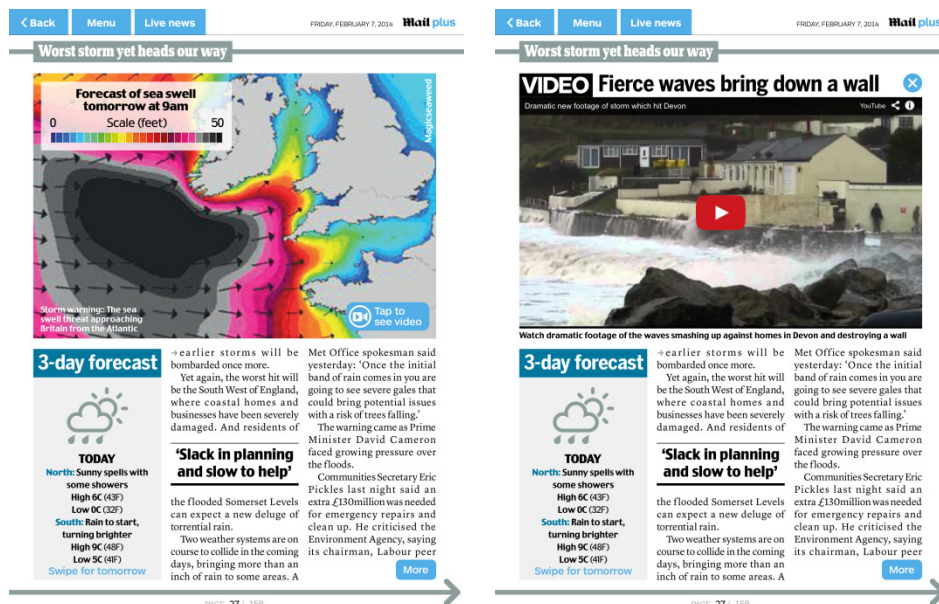 Back
Menu
Live news
FRIDAY, FEBRUARY 7, 2014
Mail plus
Worst storm yet heads our way
Forecast of sea swell
tomorrow at 9am
0 Scale (feet) 50
Magicseaweed
Storm warning: The sea
swell threat approaching
Britain from the Atlantic
Tap to
see video
3-day forecast
TODAY
North: Sunny spells with
some showers
High 6C (43F)
Low 0C (32F)
South: Rain to start,
turning brighter
High 9C (48F)
Low 5C (41F)
Swipe for tomorrow
earlier storms will be
bombarded once more.
Yet again, the worst hit will
be the South West of England,
where coastal homes and
businesses have been severely
damaged. And residents of
‘Slack in planning
and slow to help’
the flooded Somerset Levels
can expect a new deluge of
torrential rain.
Two weather systems are on
course to collide in the coming
days, bringing more than an
inch of rain to some areas. A
Met Office spokesman said
yesterday: ‘Once the initial
band of rain comes in you are
going to see severe gales that
could bring potential issues
with a risk of trees falling.’
The warning came as Prime
Minister David Cameron
faced growing pressure over
the floods.
Communities Secretary Eric
Pickles last night said an
extra £130million was needed
for emergency repairs and
clean up. He criticised the
Environment Agency, saying
its chairman, Labour peer
More
PAGE 27 | 158
Back
Menu
Live news
FRIDAY, FEBRUARY 7, 2014
Mail plus
Worst storm yet heads our way
VIDEO Fierce waves bring down a wall
Dramatic new footage of storm which hit Devon
YouTube
Watch dramatic footage of the waves smashing up against homes in Devon and destroying a wall
3-day forecast
TODAY
North: Sunny spells with
some showers
High 6C (43F)
Low 0C (32F)
South: Rain to start,
turning brighter
High 9C (48F)
Low 5C (41F)
Swipe for tomorrow
earlier storms will be
bombarded once more.
Yet again, the worst hit will
be the South West of England,
where coastal homes and
businesses have been severely
damaged. And residents of
‘Slack in planning
and slow to help’
the flooded Somerset Levels
can expect a new deluge of
torrential rain.
Two weather systems are on
course to collide in the coming
days, bringing more than an
inch of rain to some areas. A
Met Office spokesman said
yesterday: ‘Once the initial
band of rain comes in you are
going to see severe gales that
could bring potential issues
with a risk of trees falling.’
The warning came as Prime
Minister David Cameron
faced growing pressure over
the floods.
Communities Secretary Eric
Pickles last night said an
extra £130million was needed
for emergency repairs and
clean up. He criticised the
Environment Agency, saying
its chairman, Labour peer
More
PAGE 27 | 158